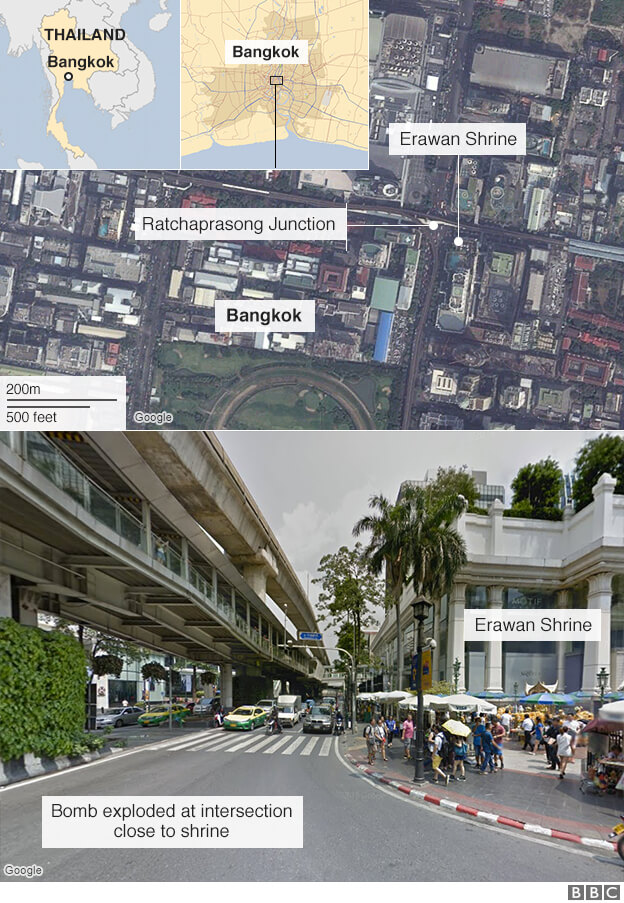 THAILAND
Bangkok
Bangkok
Erawan Shrine
Ratchaprasong Junction
Bangkok
200m
500 feet
Google
MOTIF
Erawan Shrine
Bomb exploded at intersection
close to shrine
Google
BBC